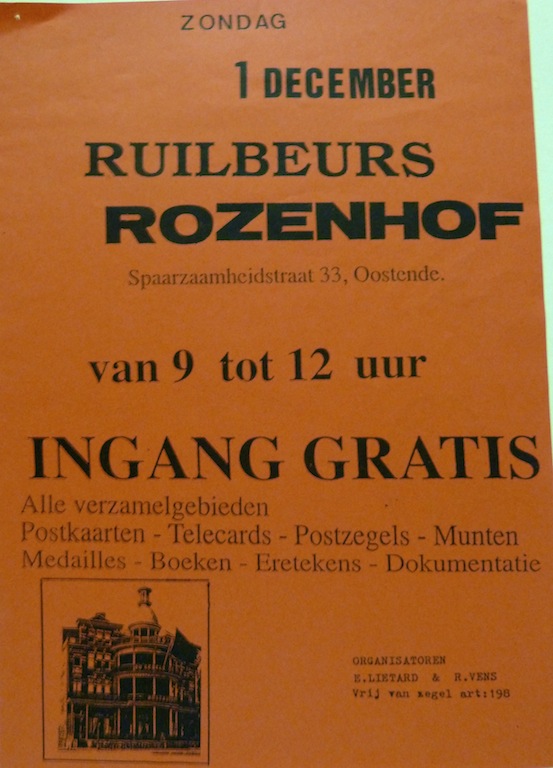 ZONDAG
1 DECEMBER
RUILBEURS
ROZENHOF
Spaarzaamheidstraat 33, Oostende.
van 9 tot 12 uur
INGANG GRATIS
Alle verzamelgebieden
Postkaarten - Telecards - Postzegels - Munten
Medailles - Boeken - Eretekens - Dokumentatie
ORGANISATOREN
E.LIETARD & R.VENS
Vrij van zegel art:198